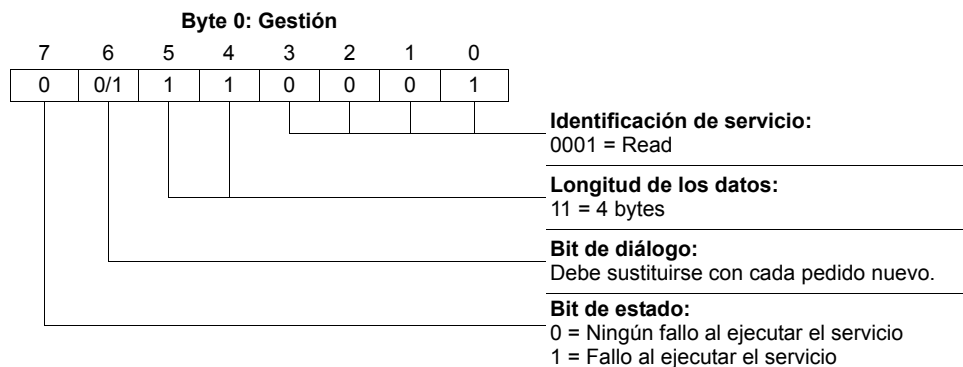 Byte 0: Gestión
7 6 5 4 3 2 1 0
0 0/1 1 1 0 0 0 1
Identificación de servicio:
0001 = Read
Longitud de los datos:
11 = 4 bytes
Bit de diálogo:
Debe sustituirse con cada pedido nuevo.
Bit de estado:
0 = Ningún fallo al ejecutar el servicio
1 = Fallo al ejecutar el servicio